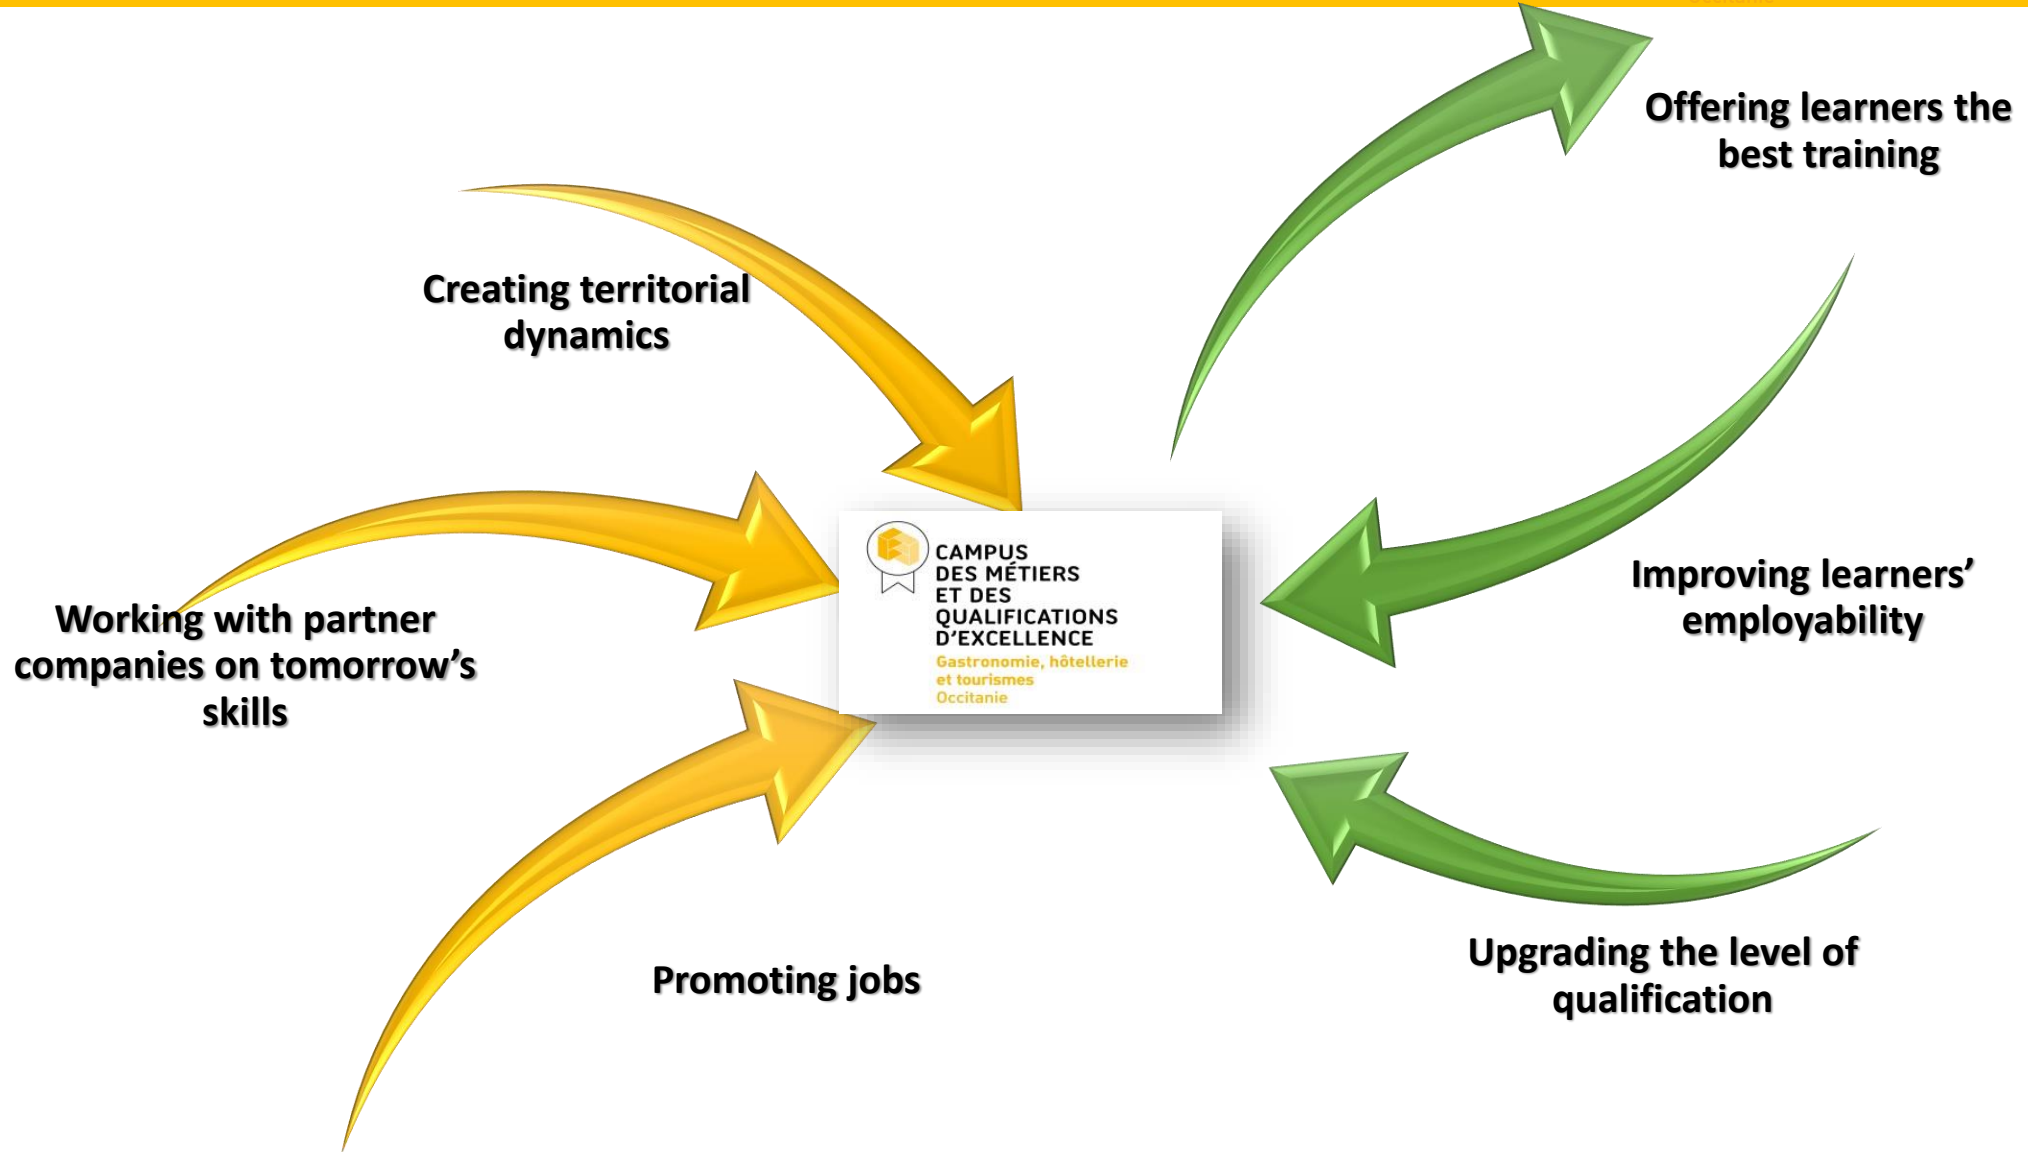 Offering learners the
best training
Creating territorial
dynamics
Working with partner
companies on tomorrow’s
skills
CAMPUS
DES MÉTIERS
ET DES
QUALIFICATIONS
D’EXCELLENCE
Gastronomie, hôtellerie
et tourismes
Occitanie
Improving learners’
employability
Promoting jobs
Upgrading the level of
qualification